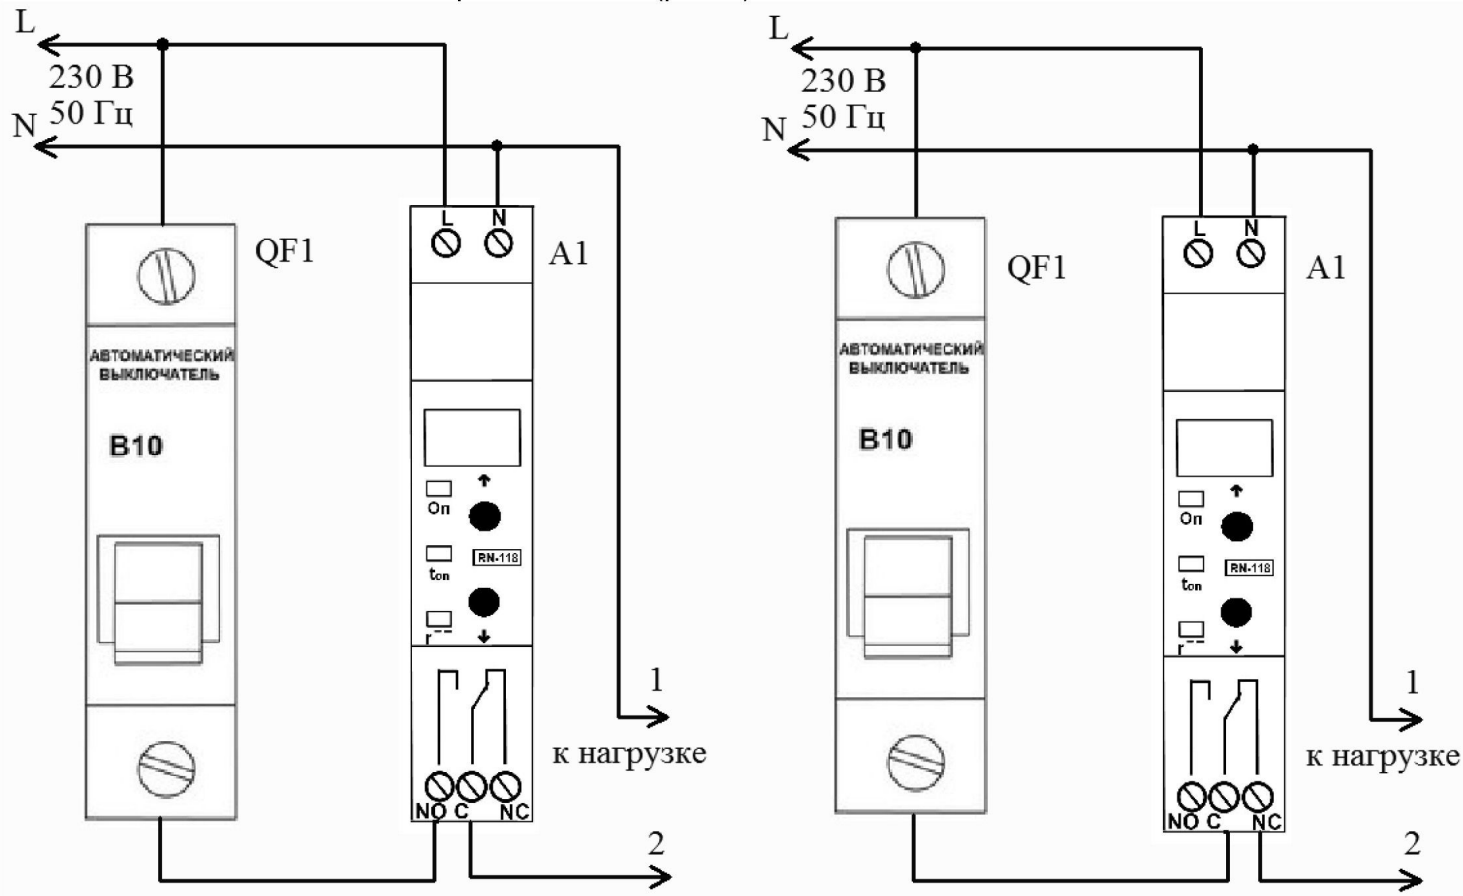 L
230 В
50 Гц
N
L N
QF1
A1
АВТОМАТИЧЕСКИЙ
ВЫКЛЮЧАТЕЛЬ
B10
On
RN-118
ton
r
1
к нагрузке
NO C NC
2
L
230 В
50 Гц
N
L N
QF1
A1
АВТОМАТИЧЕСКИЙ
ВЫКЛЮЧАТЕЛЬ
B10
On
RN-118
ton
r
1
к нагрузке
NO C NC
2